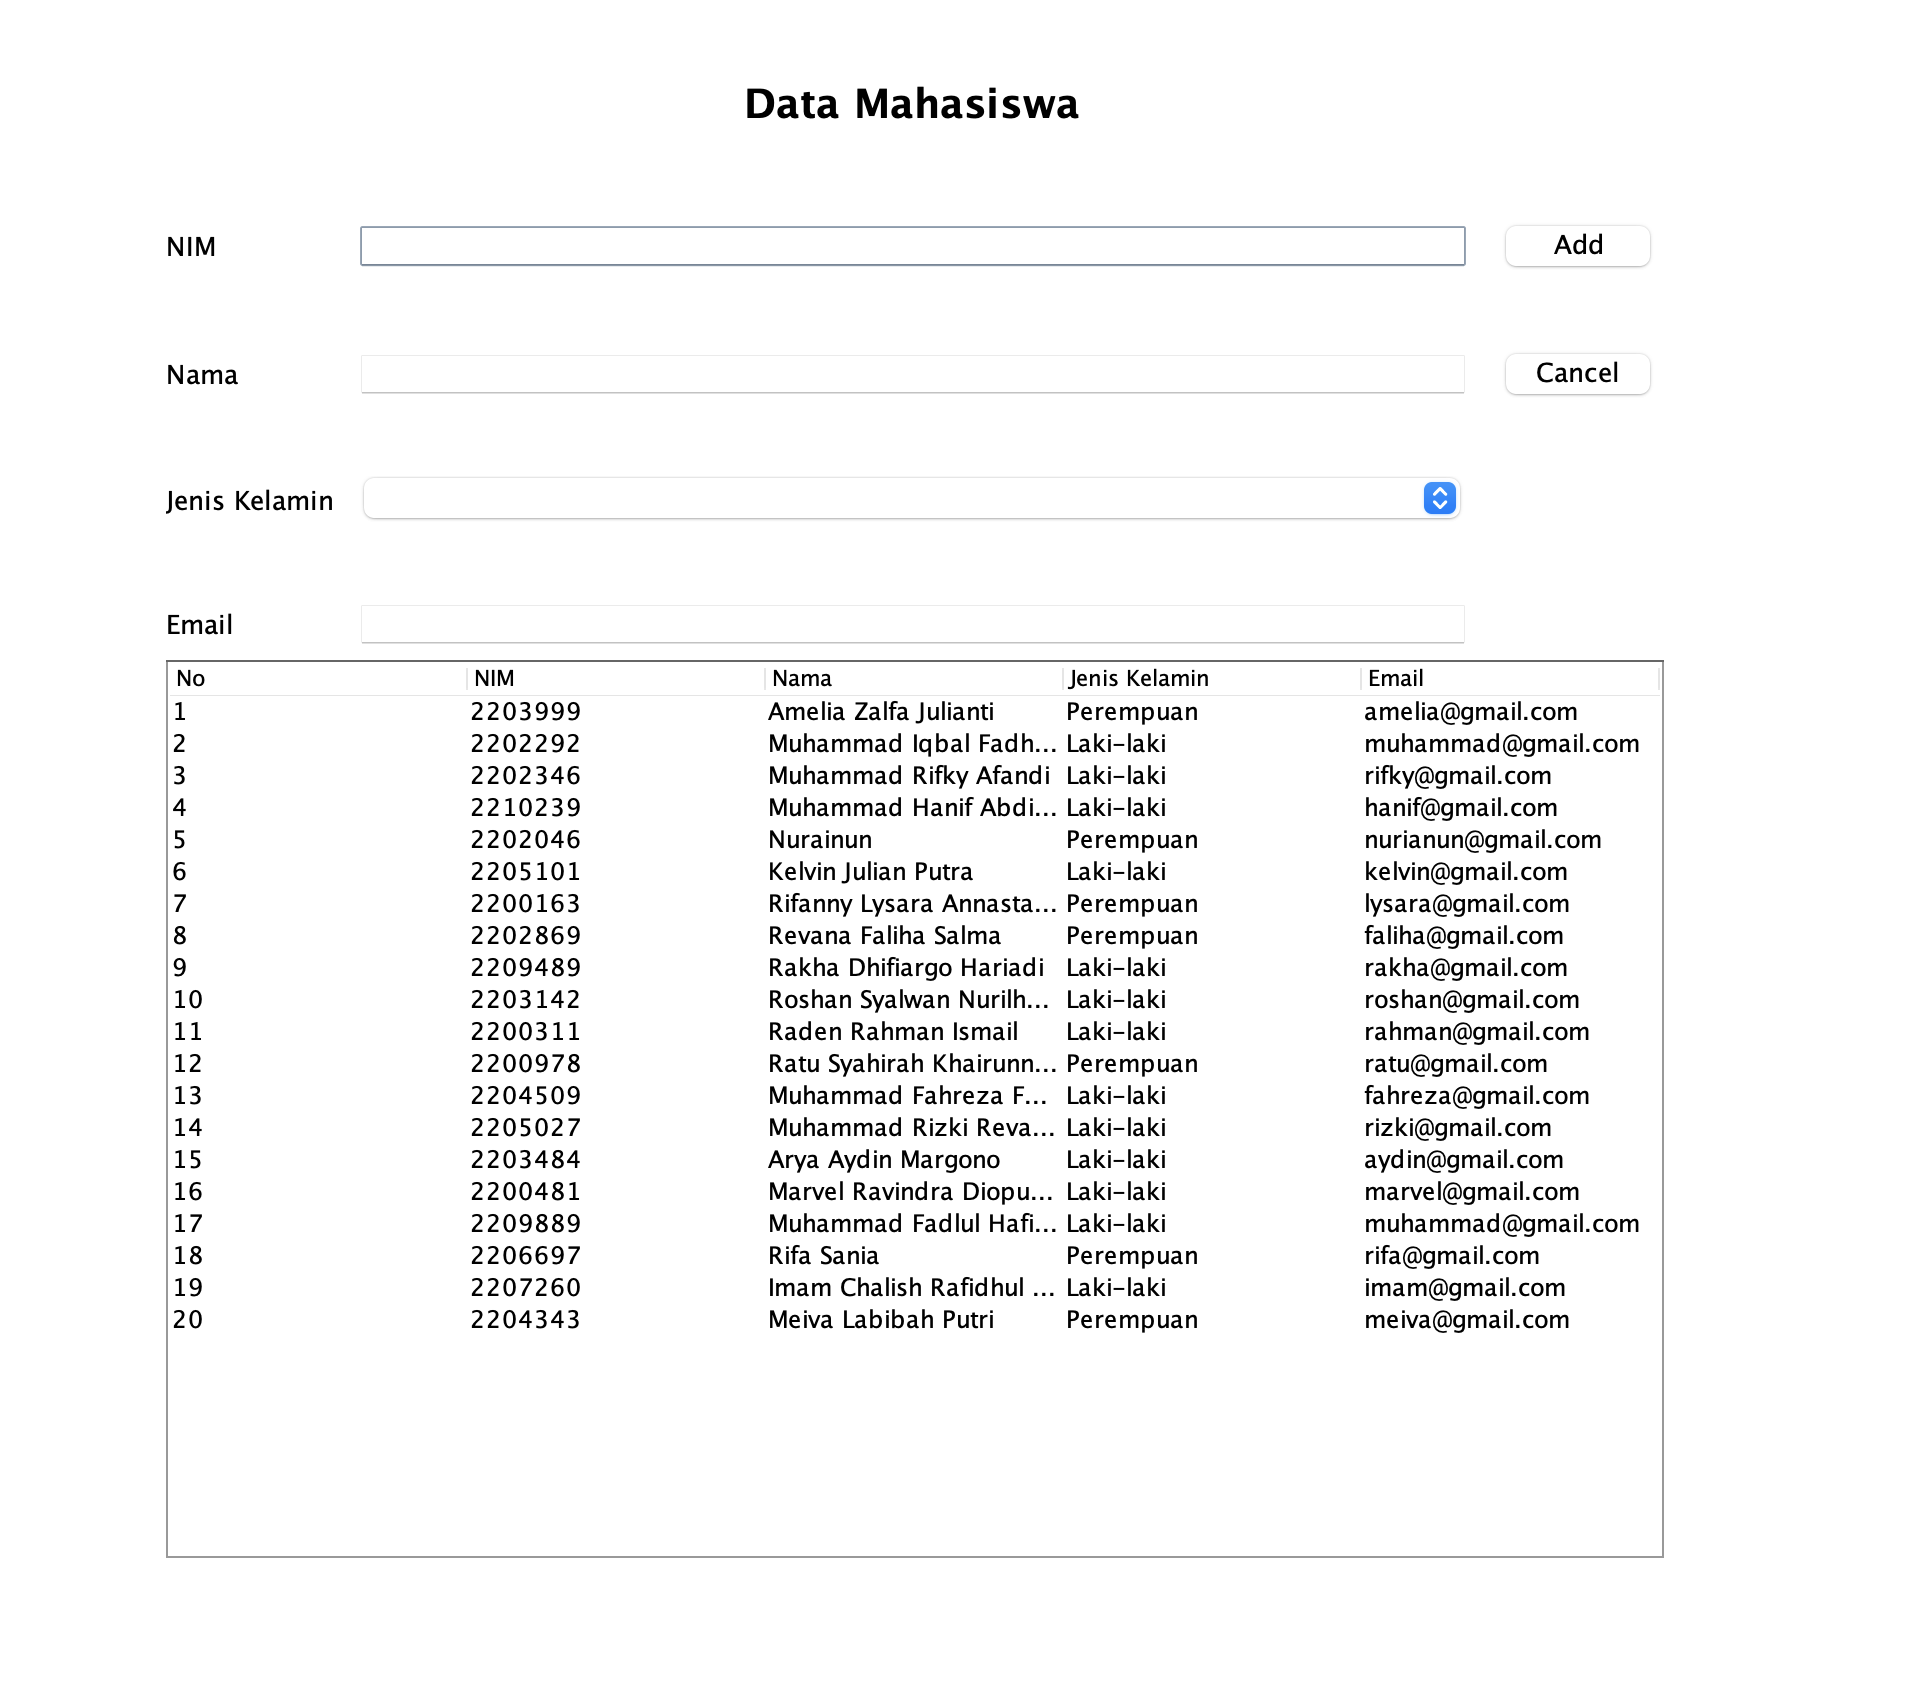 Data Mahasiswa
NIM Add
Nama Cancel
Jenis Kelamin
Email
No NIM Nama Jenis Kelamin Email
1 2203999 Amelia Zalfa Julianti Perempuan amelia@gmail.com
2 2202292 Muhammad Iqbal Fadh... Laki-laki muhammad@gmail.com
3 2202346 Muhammad Rifky Afandi Laki-laki rifky@gmail.com
4 2210239 Muhammad Hanif Abdi... Laki-laki hanif@gmail.com
5 2202046 Nurainun Perempuan nurianun@gmail.com
6 2205101 Kelvin Julian Putra Laki-laki kelvin@gmail.com
7 2200163 Rifanny Lysara Annasta... Perempuan lysara@gmail.com
8 2202869 Revana Faliha Salma Perempuan faliha@gmail.com
9 2209489 Rakha Dhifiargo Hariadi Laki-laki rakha@gmail.com
10 2203142 Roshan Syalwan Nurilh... Laki-laki roshan@gmail.com
11 2200311 Raden Rahman Ismail Laki-laki rahman@gmail.com
12 2200978 Ratu Syahirah Khairunn... Perempuan ratu@gmail.com
13 2204509 Muhammad Fahreza F... Laki-laki fahreza@gmail.com
14 2205027 Muhammad Rizki Reva... Laki-laki rizki@gmail.com
15 2203484 Arya Aydin Margono Laki-laki aydin@gmail.com
16 2200481 Marvel Ravindra Diopu... Laki-laki marvel@gmail.com
17 2209889 Muhammad Fadlul Hafi... Laki-laki muhammad@gmail.com
18 2206697 Rifa Sania Perempuan rifa@gmail.com
19 2207260 Imam Chalish Rafidhul ... Laki-laki imam@gmail.com
20 2204343 Meiva Labibah Putri Perempuan meiva@gmail.com